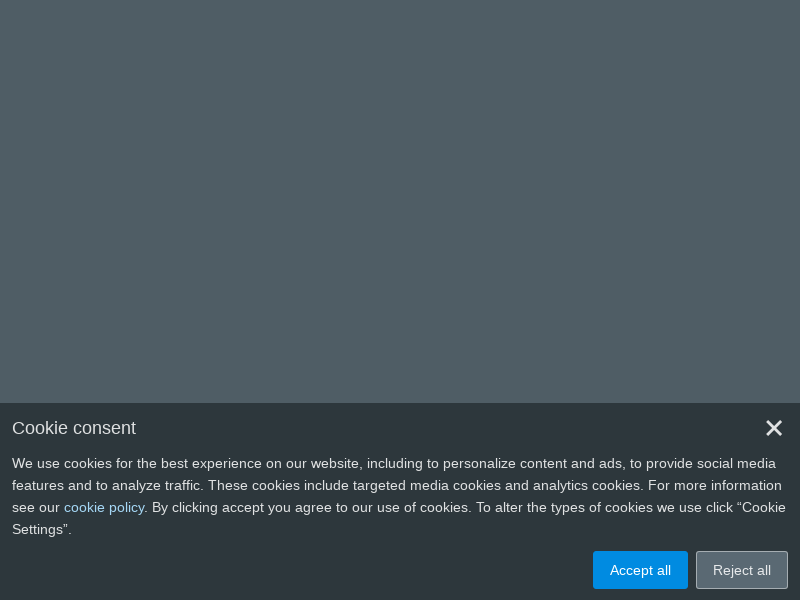 Cookie consent
We use cookies for the best experience on our website, including to personalize content and ads, to provide social media
features and to analyze traffic. These cookies include targeted media cookies and analytics cookies. For more information
see our cookie policy. By clicking accept you agree to our use of cookies. To alter the types of cookies we use click “Cookie
Settings”.
Accept all Reject all